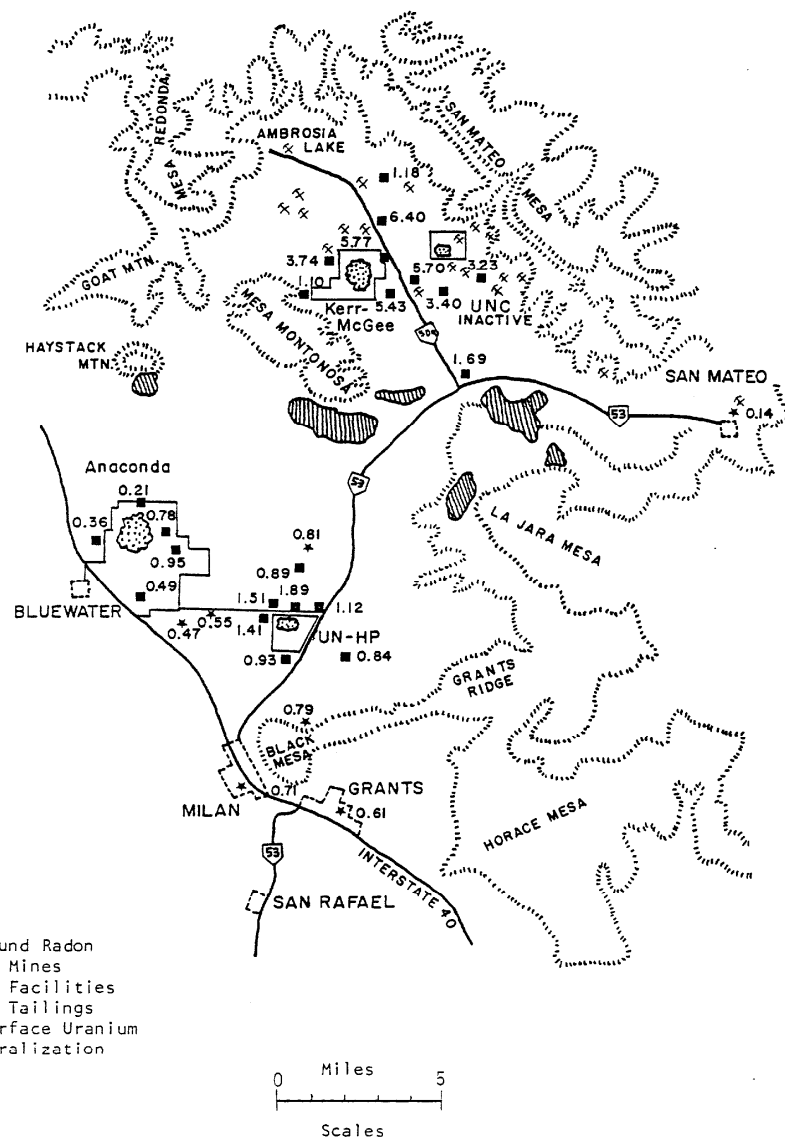 MESA REDONDA
AMBROSIA
LAKE
SAN MATEO MESA
1.18
6.40
5.77
3.74
1.10
5.70
3.23
5.43
3.40
GOAT MTN.
Kerr-
McGee
UNC
INACTIVE
MESA MONTONOSA
HAYSTACK
MTN.
1.69
SAN MATEO
0.14
53
53
Anaconda
0.21
0.78
0.36
0.95
0.49
0.81
0.89
LA JARA MESA
BLUEWATER
1.51
1.89
1.12
0.47
0.55
1.41
UN-HP
0.93
0.84
GRANTS
RIDGE
0.79
BLACK
MESA
MILAN
0.71
GRANTS
0.61
HORACE MESA
53
INTERSTATE 40
SAN RAFAEL
und Radon
Mines
Facilities
Tailings
rface Uranium
ralization
Miles
0 5
Scales